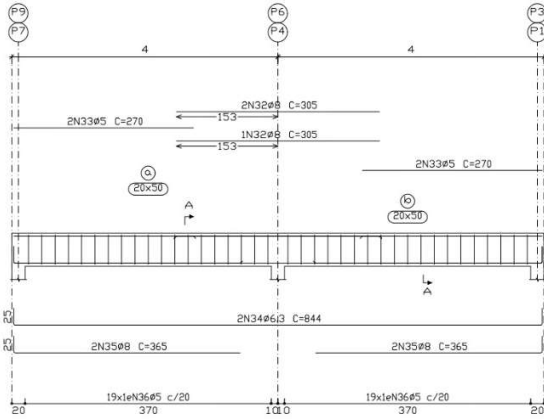 P9 P6 P3
P7 P4 P1
4 4
2N32ø8 C=305
153
2N33ø5 C=270
1N32ø8 C=305
153
2N33ø5 C=270
a
20x50
b
20x50
A
A
25
2N34ø6.3 C=844
25
2N35ø8 C=365 2N35ø8 C=365
19x1eN36ø5 c/20 19x1eN36ø5 c/20
20 370 10 10 370 20